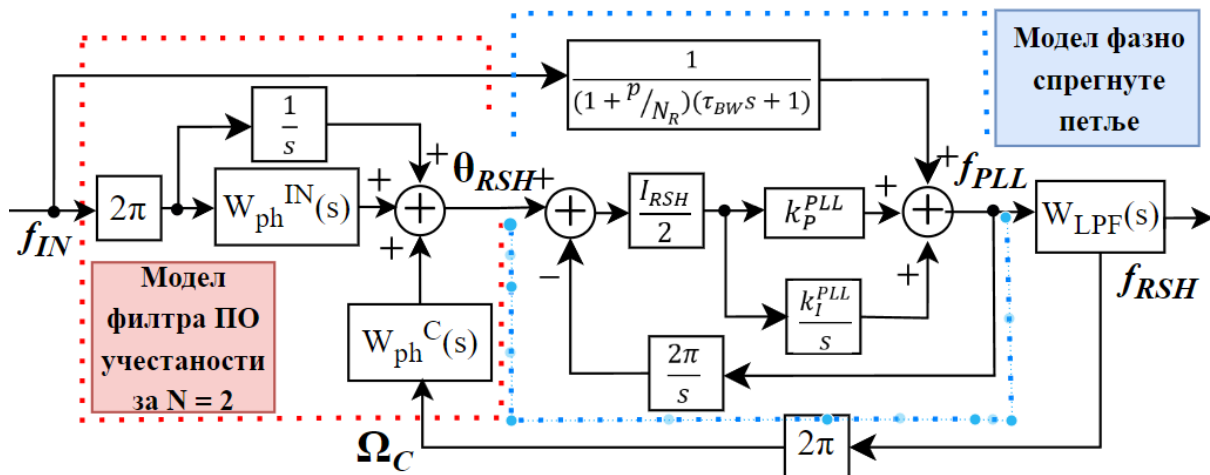 1
(1 + p/N_R)(τ_BW s + 1)
Модел фазно
спрегнуте
петље
1
s
2π
W_ph^IN(s)
+
+
+
+
θ_RSH
+
−
+
I_RSH
2
k_P^PLL
k_I^PLL
s
+
+
+
+
f_PLL
W_LPF(s)
f_IN
f_RSH
Модел
филтра ПО
учестаности
за N = 2
W_ph^C(s)
2π
s
Ω_C
2π